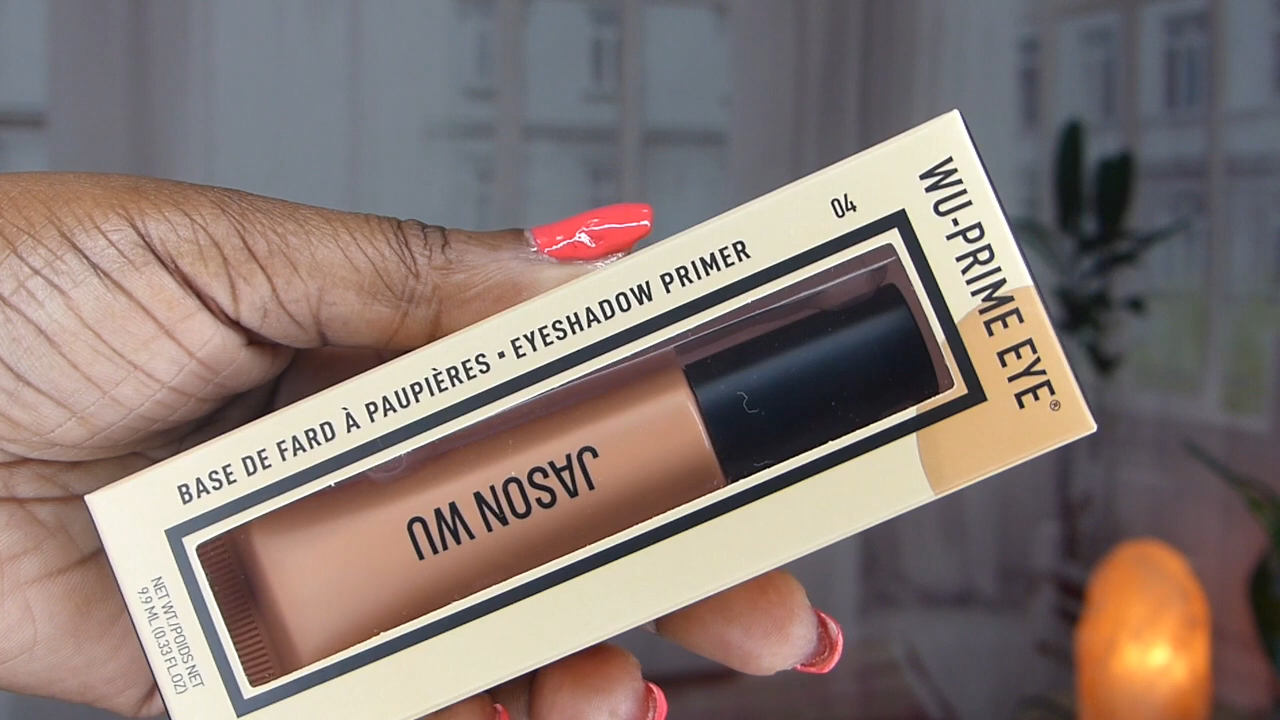 WU-PRIME EYE®
04
BASE DE FARD À PAUPIÈRES ▪ EYESHADOW PRIMER
JASON WU
NET WT./POIDS NET
9.9 ML (0.33 FL.OZ)